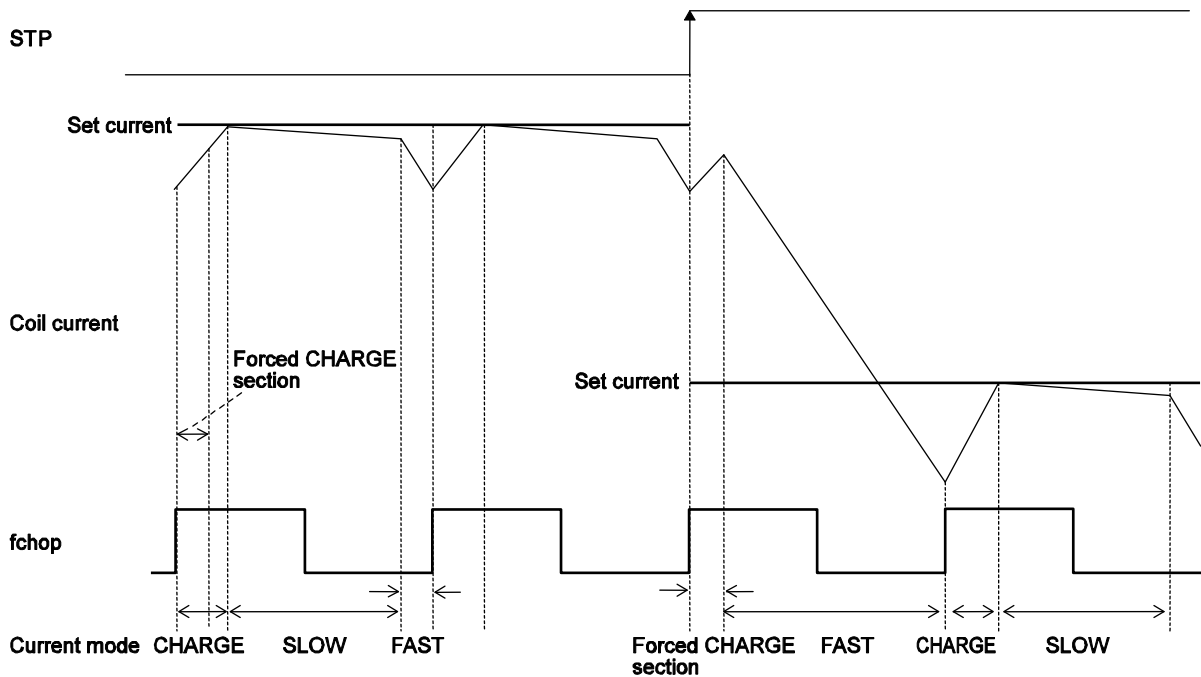 STP
Set current
Coil current
Forced CHARGE
section
Set current
fchop
Current mode CHARGE SLOW FAST Forced CHARGE FAST CHARGE SLOW
section